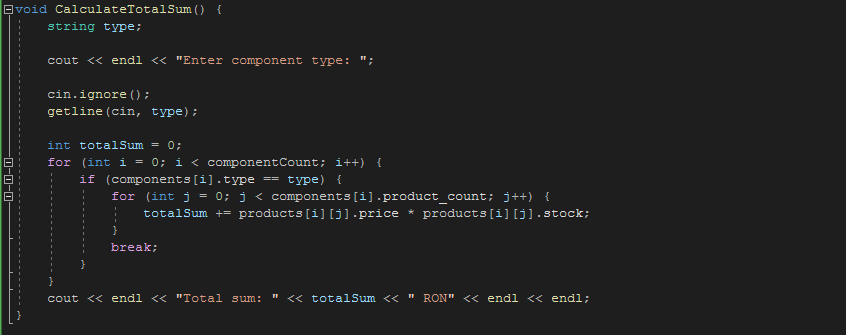 void CalculateTotalSum() {
string type;
cout << endl << "Enter component type: ";
cin.ignore();
getline(cin, type);
int totalSum = 0;
for (int i = 0; i < componentCount; i++) {
if (components[i].type == type) {
for (int j = 0; j < components[i].product_count; j++) {
totalSum += products[i][j].price * products[i][j].stock;
}
break;
}
}
cout << endl << "Total sum: " << totalSum << " RON" << endl << endl;
}